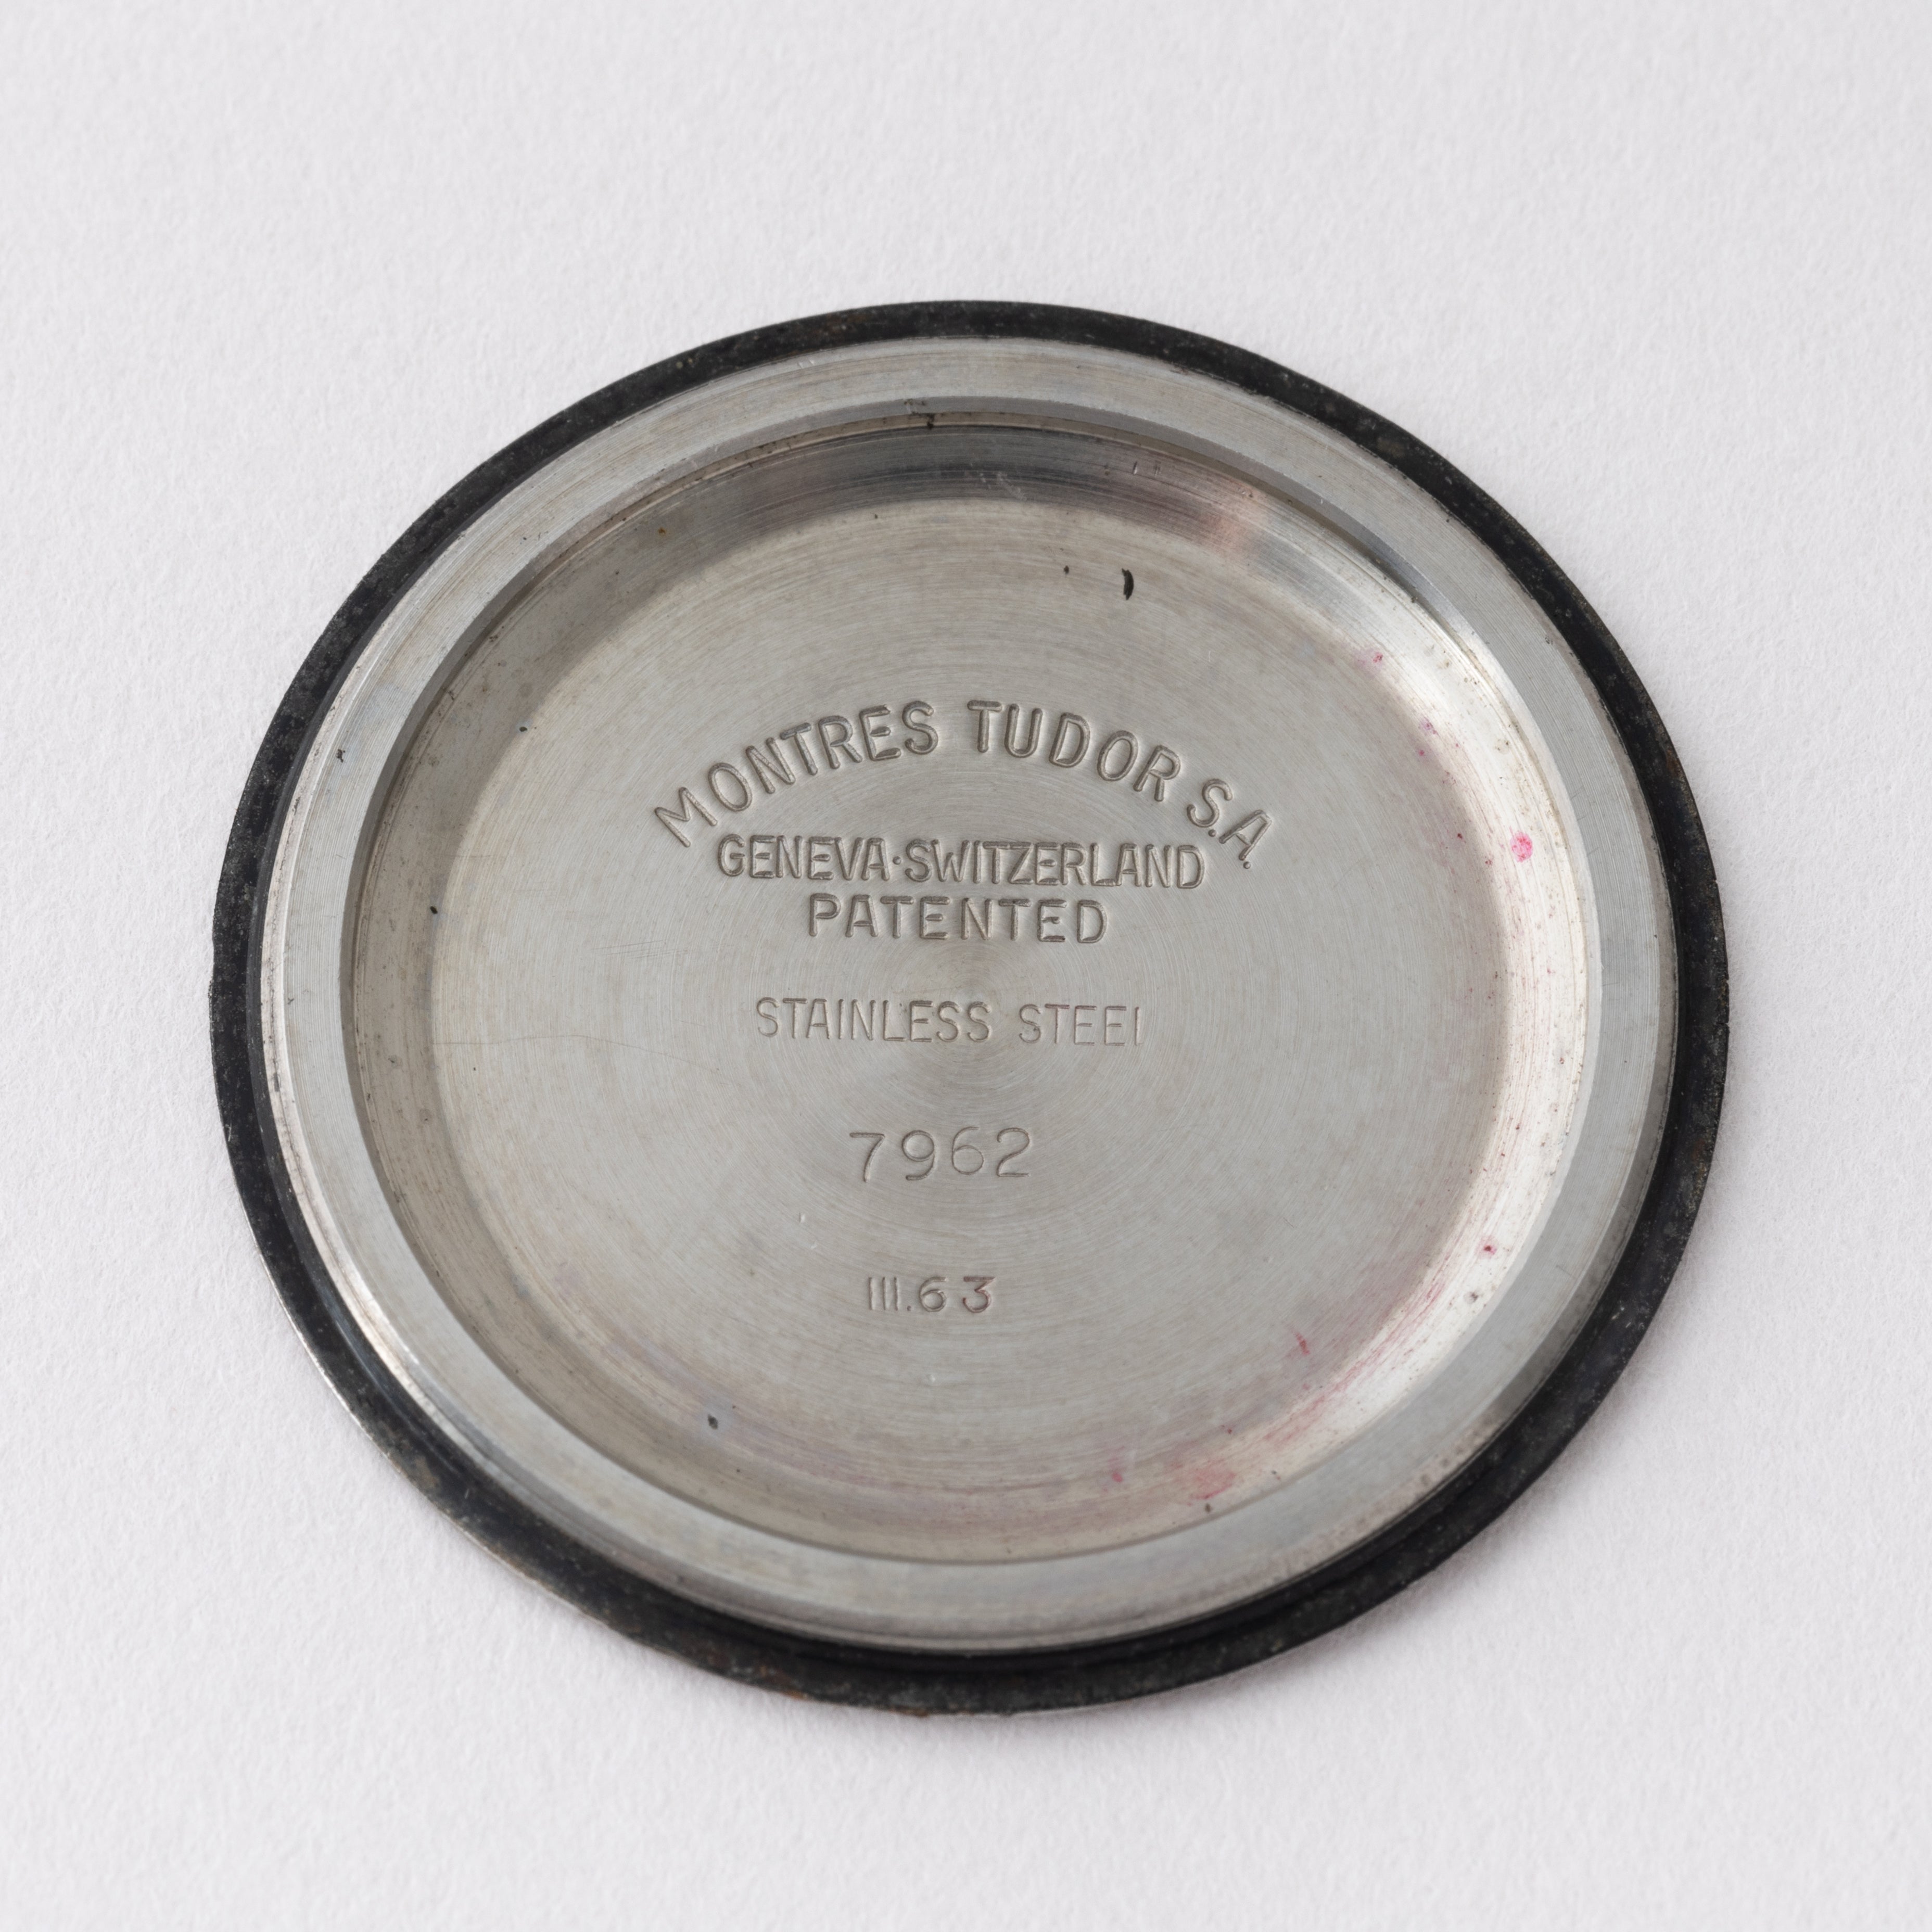 MONTRES TUDOR S.A.
GENEVA·SWITZERLAND
PATENTED
STAINLESS STEEL
7962
III.63